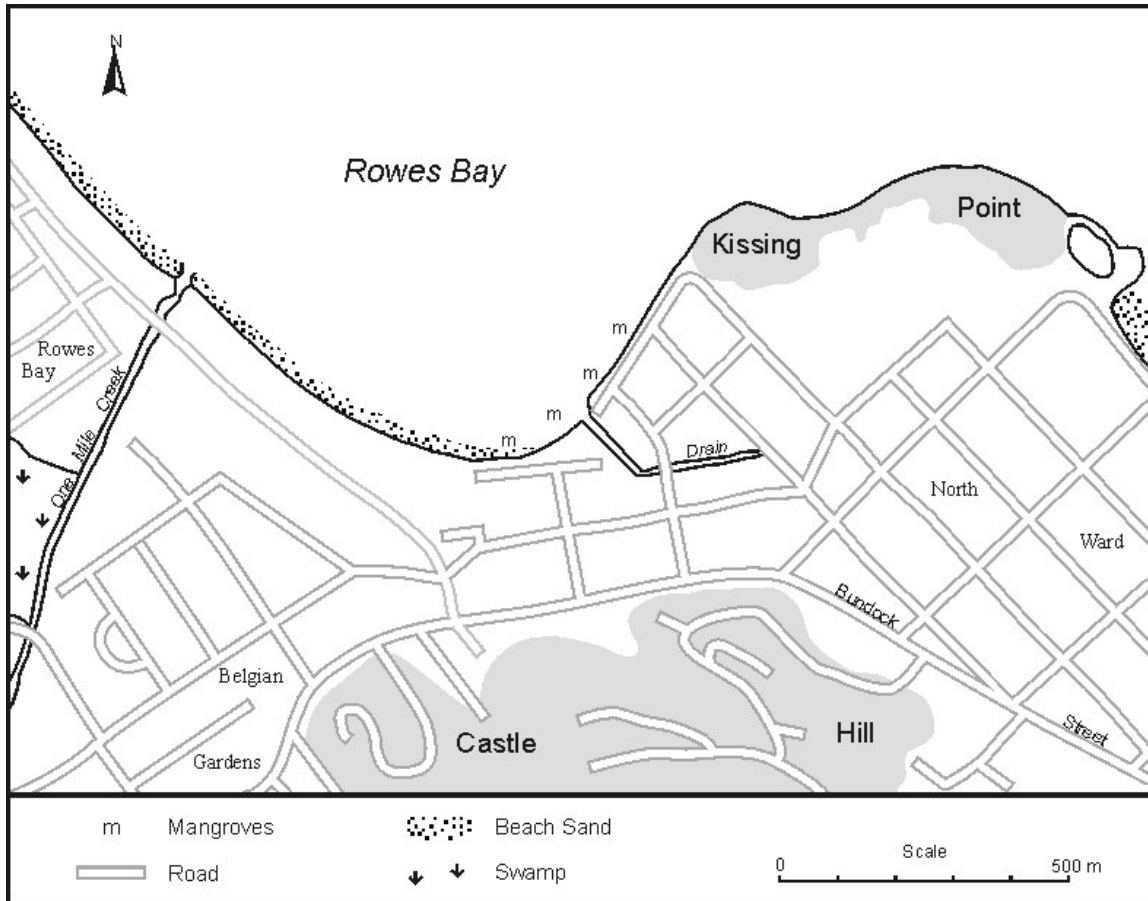 N
Rowes Bay
Point
Kissing
Rowes
Bay
One Mile Creek
Drain
North
Ward
Bundock
Street
Belgian
Gardens
Castle
Hill
m
m
m
m
m Mangroves
Beach Sand
Road
Swamp
Scale
0 500 m